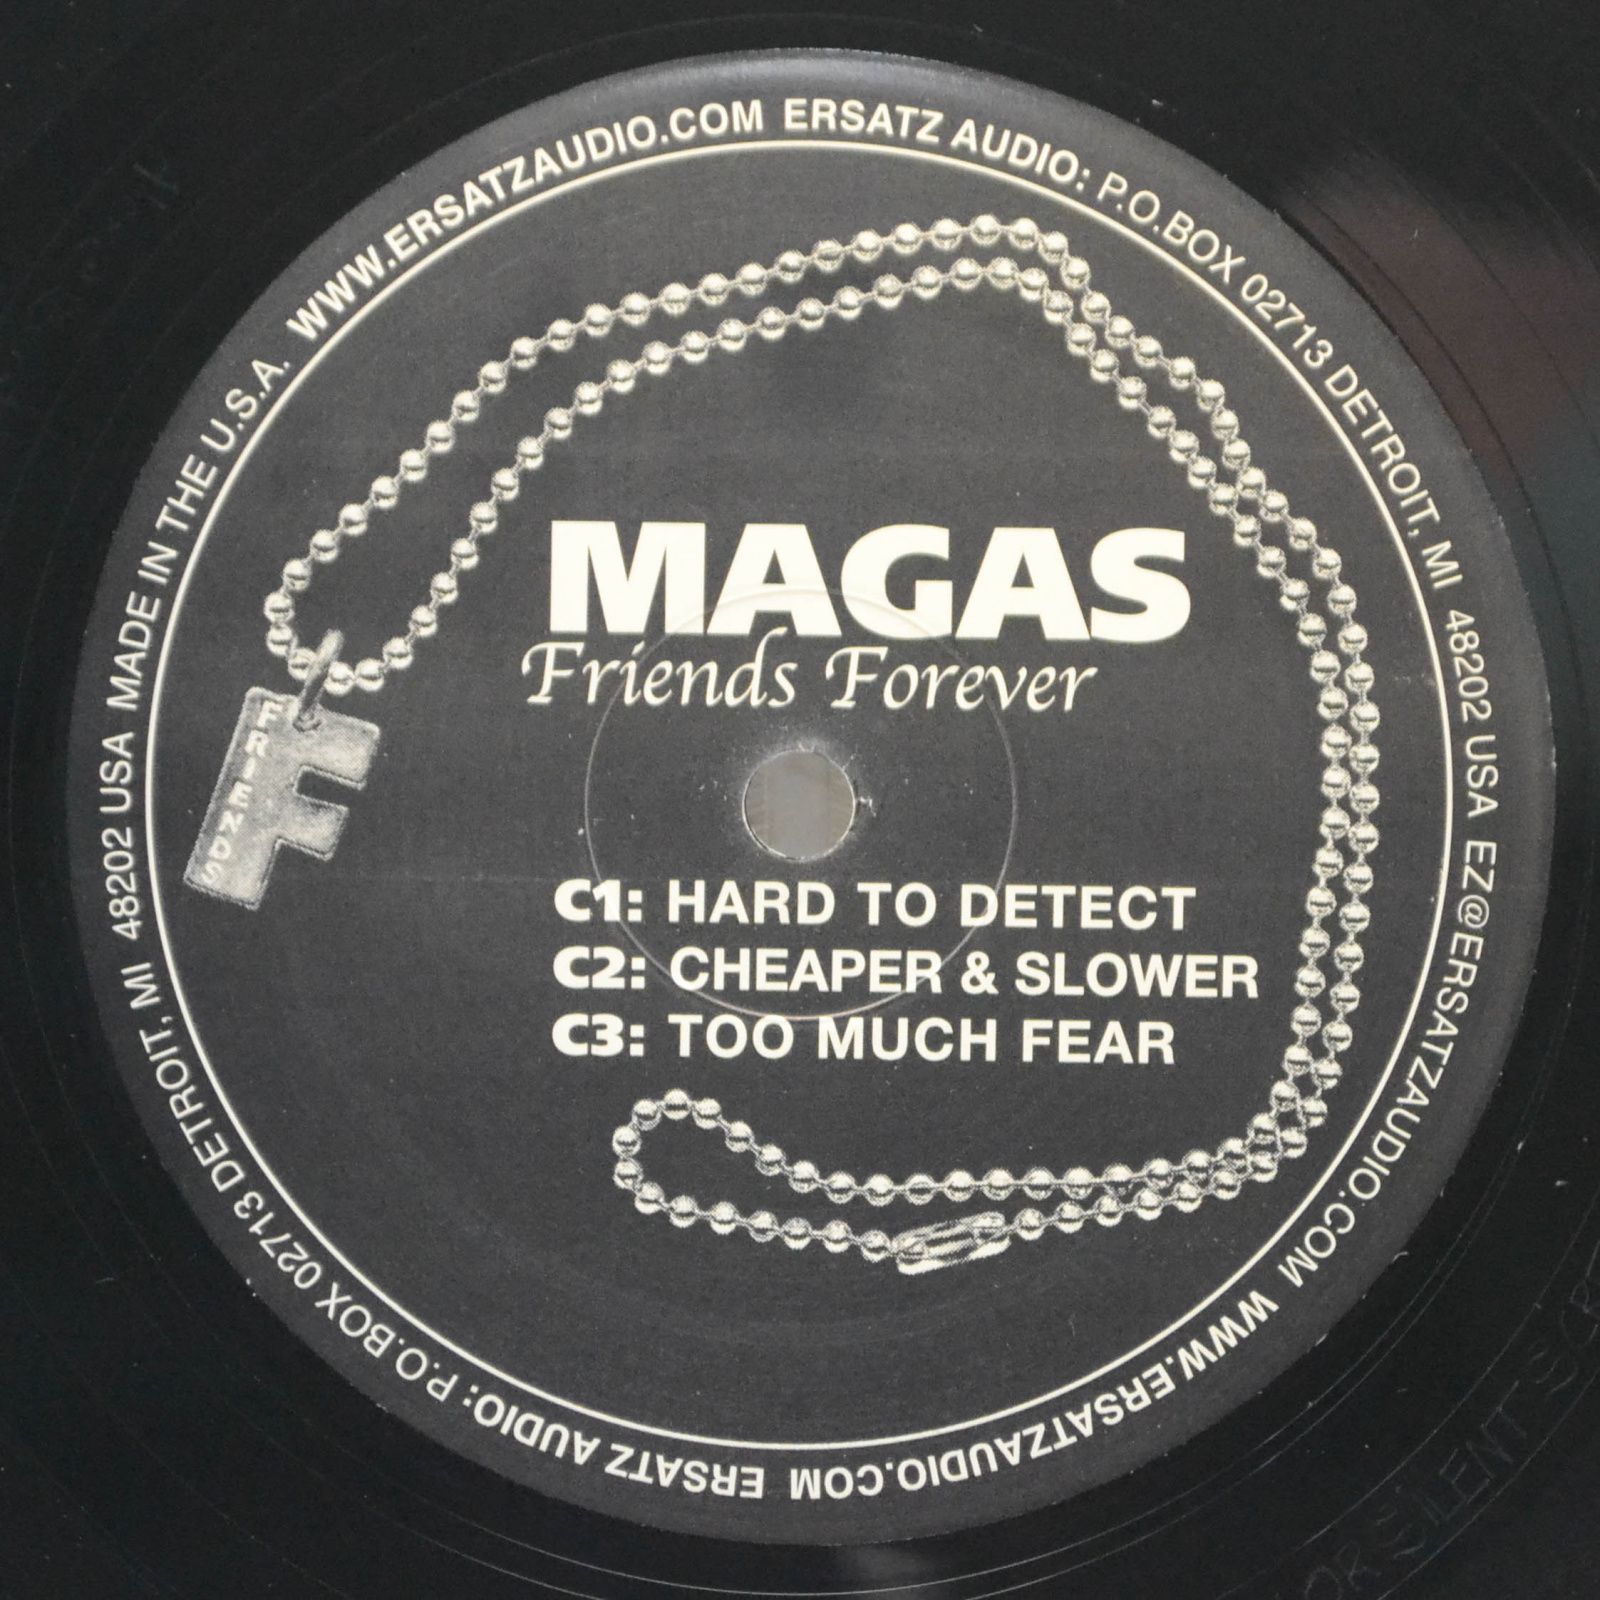 WWW.ERSATZAUDIO.COM ERSATZ AUDIO: P.O.BOX 02713 DETROIT, MI 48202 USA EZ@ERSATZAUDIO.COM WWW.ERSATZAUDIO.COM ERSATZ AUDIO: P.O.BOX 02713 DETROIT, MI 48202 USA MADE IN THE U.S.A.
MAGAS
Friends Forever
FRIENDS
C1: HARD TO DETECT
C2: CHEAPER & SLOWER
C3: TOO MUCH FEAR
OR SILENT